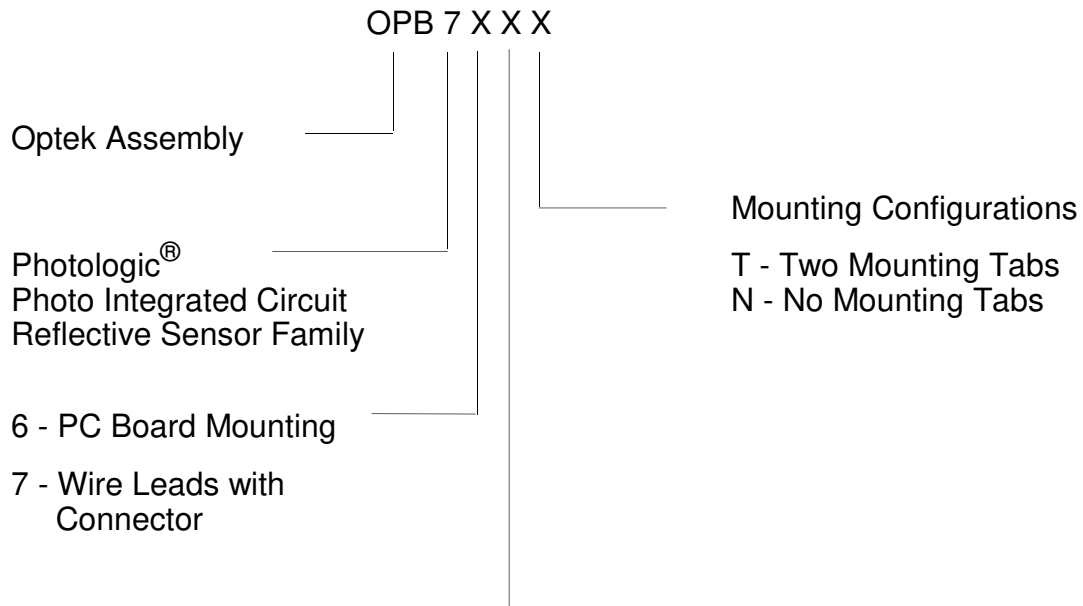 OPB 7 X X X
Optek Assembly
Photologic®
Photo Integrated Circuit
Reflective Sensor Family
6 - PC Board Mounting
7 - Wire Leads with
Connector
Mounting Configurations
T - Two Mounting Tabs
N - No Mounting Tabs